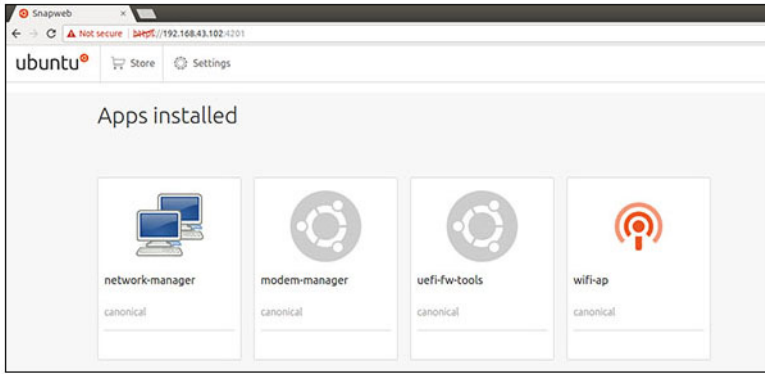 Snapweb
Not secure | https://192.168.43.102:4201
ubuntu Store Settings
Apps installed
network-manager modem-manager uefi-fw-tools wifi-ap
canonical canonical canonical canonical